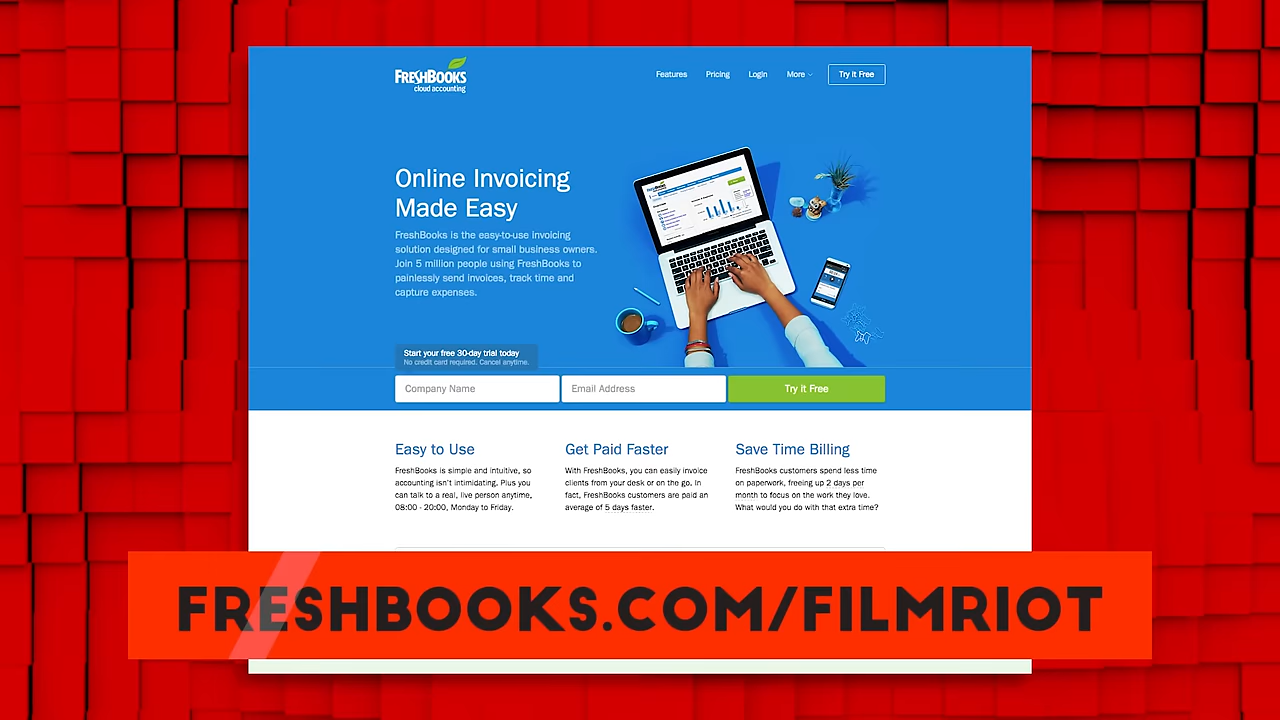 FRESHBOOKS
cloud accounting
Features Pricing Login More Try It Free
Online Invoicing
Made Easy
FreshBooks is the easy-to-use invoicing
solution designed for small business owners.
Join 5 million people using FreshBooks to
painlessly send invoices, track time and
capture expenses.
Start your free 30-day trial today
No credit card required. Cancel anytime.
Company Name Email Address Try it Free
Easy to Use
FreshBooks is simple and intuitive, so
accounting isn't intimidating. Plus you
can talk to a real, live person anytime,
08:00 - 20:00, Monday to Friday.
Get Paid Faster
With FreshBooks, you can easily invoice
clients from your desk or on the go. In
fact, FreshBooks customers are paid an
average of 5 days faster.
Save Time Billing
FreshBooks customers spend less time
on paperwork, freeing up 2 days per
month to focus on the work they love.
What would you do with that extra time?
FRESHBOOKS.COM/FILMRIOT